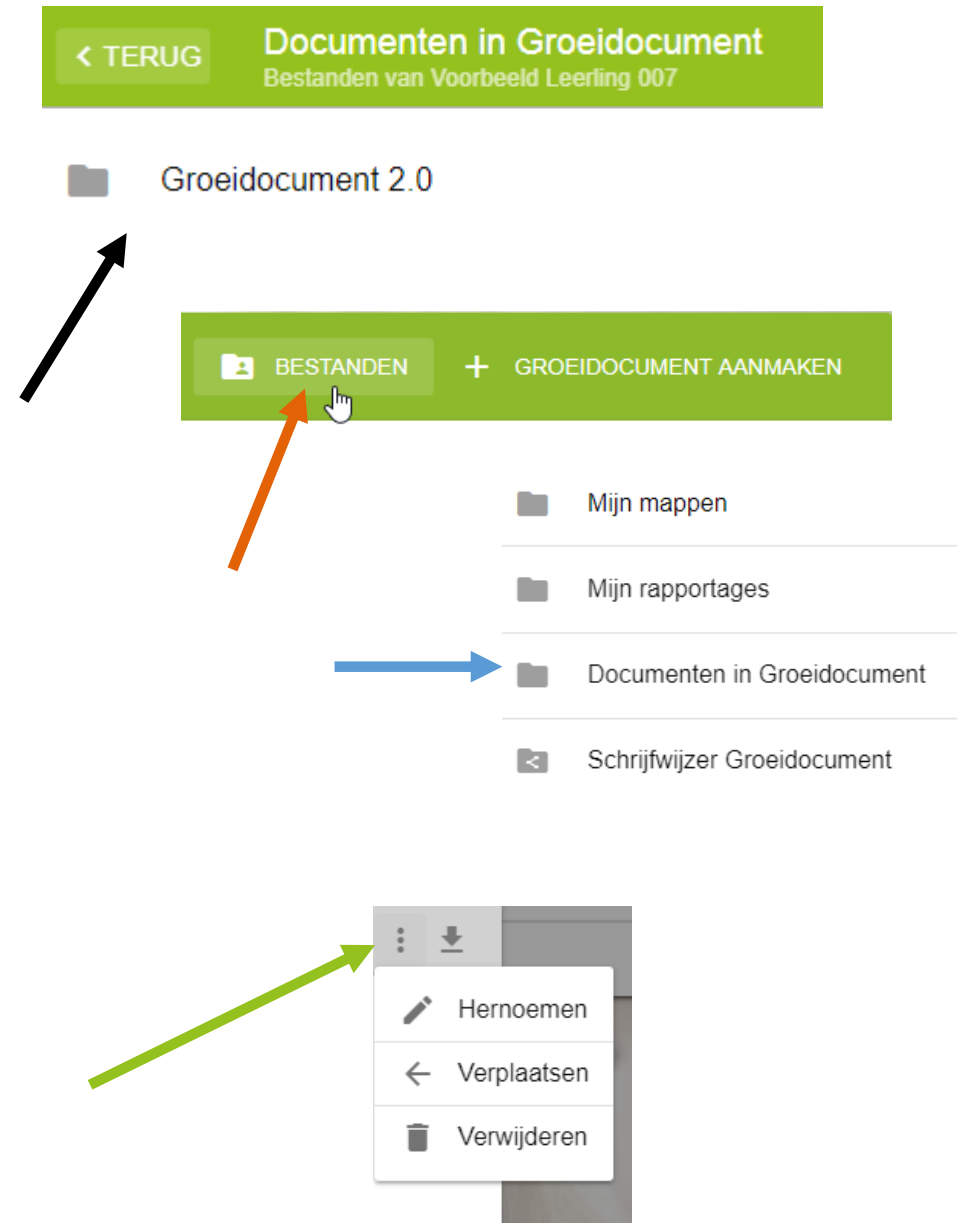 < TERUG
Documenten in Groeidocument
Bestanden van Voorbeeld Leerling 007
Groeidocument 2.0
BESTANDEN
+ GROEIDOCUMENT AANMAKEN
Mijn mappen
Mijn rapportages
Documenten in Groeidocument
Schrijfwijzer Groeidocument
Hernoemen
Verplaatsen
Verwijderen